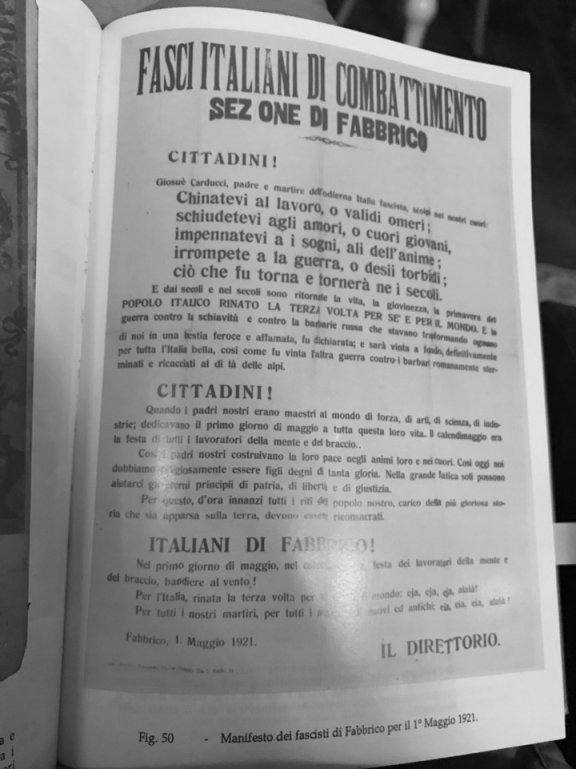 FASCI ITALIANI DI COMBATTIMENTO
SEZ ONE DI FABBRICO
CITTADINI !
Giosuè Carducci, padre e martire dell'odierna Italia fascista, scolpì nei nostri cuori:
Chinatevi al lavoro, o validi omeri;
schiudetevi agli amori, o cuori giovani,
impennatevi a i sogni, ali dell'anime;
irrompete a la guerra, o desii torbidi;
ciò che fu torna e tornerà ne i secoli.
E dai secoli e nei secoli sono ritornate la vita, la giovinezza, la primavera del
POPOLO ITALICO RINATO LA TERZA VOLTA PER SE' E PER IL MONDO. E la
guerra contro la schiavitù e contro la barbarie russa che stavano trasformando ognuno
di noi in una bestia feroce e affamata, fu dichiarata; e sarà vinta a fondo, definitivamente
per tutta l'Italia bella, così come fu vinta l'altra guerra contro i barbari romanamente ster-
minati e ricacciati al di là delle alpi.
CITTADINI !
Quando i padri nostri erano maestri al mondo di forza, di arti, di scienza, di indu-
strie; dedicavano il primo giorno di maggio a tutta questa loro vita. Il calendimaggio era
la festa di tutti i lavoratori della mente e del braccio..
Così i padri nostri costruivano la loro pace negli animi loro e nei cuori. Così oggi noi
dobbiamo religiosamente essere figli degni di tanta gloria. Nella grande fatica soli possono
aiutarci gli eterni principii di patria, di libertà e di giustizia.
Per questo, d'ora innanzi tutti i riti del popolo nostro, carico della più gloriosa sto-
ria che sia apparsa sulla terra, devono essere riconsacrati.
ITALIANI DI FABBRICO!
Nel primo giorno di maggio, nel festa dei lavoratori della mente e
del braccio, bandiere al vento !
Per l'Italia, rinata la terza volta per mondo: eja, eja, eja, alalà!
Per tutti i nostri martiri, per tutti i nuovi ed antichi: eja, eja, eja, alalà !
Fabbrico, 1. Maggio 1921.
IL DIRETTORIO.
Fig. 50 - Manifesto dei fascisti di Fabbrico per il 1° Maggio 1921.